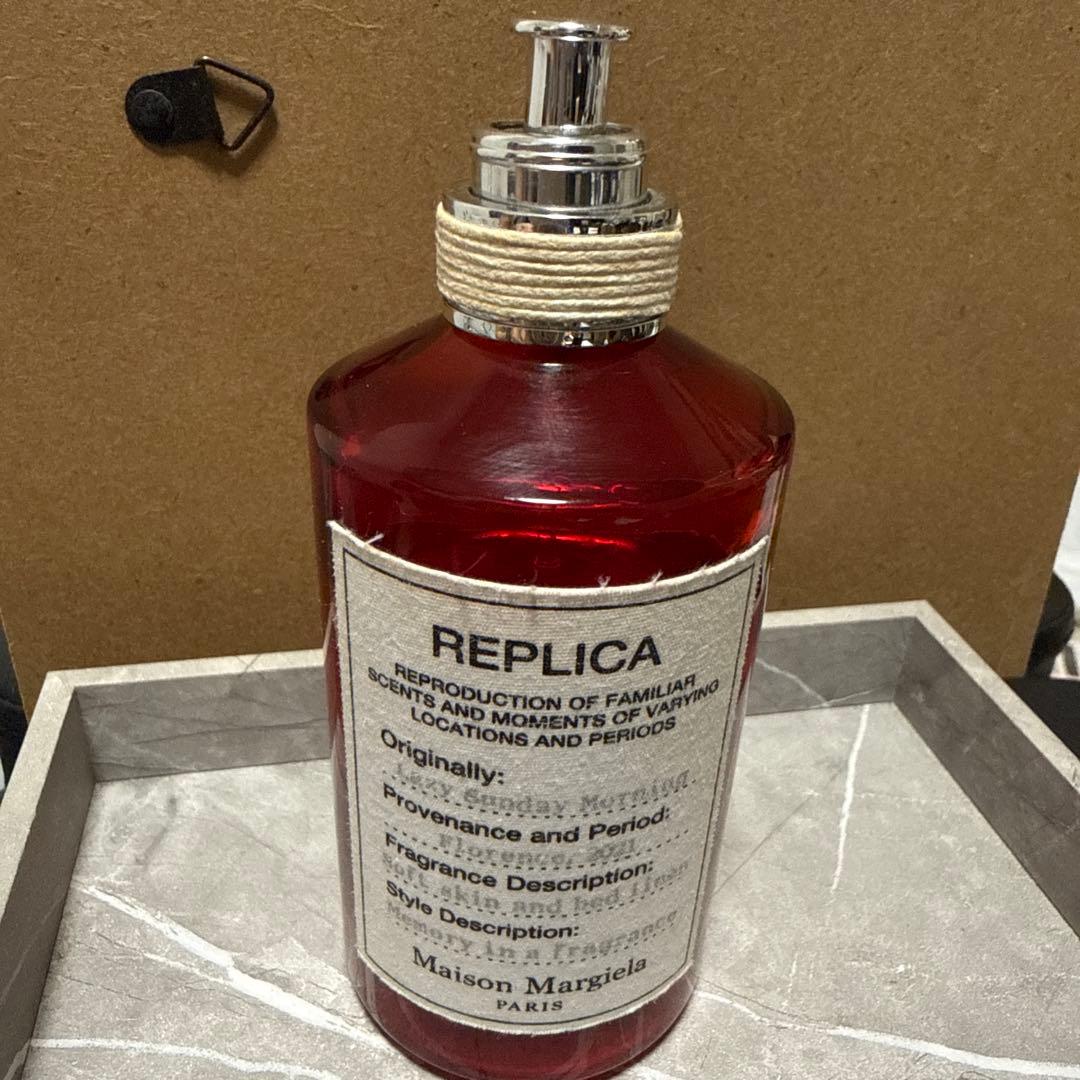 REPLICA
REPRODUCTION OF FAMILIAR
SCENTS AND MOMENTS OF VARYING
LOCATIONS AND PERIODS
Originally:
Lazy Sunday Morning
Provenance and Period:
Florence, 2021
Fragrance Description:
Soft skin and bed linen
Style Description:
Memory in a fragrance
Maison Margiela
PARIS